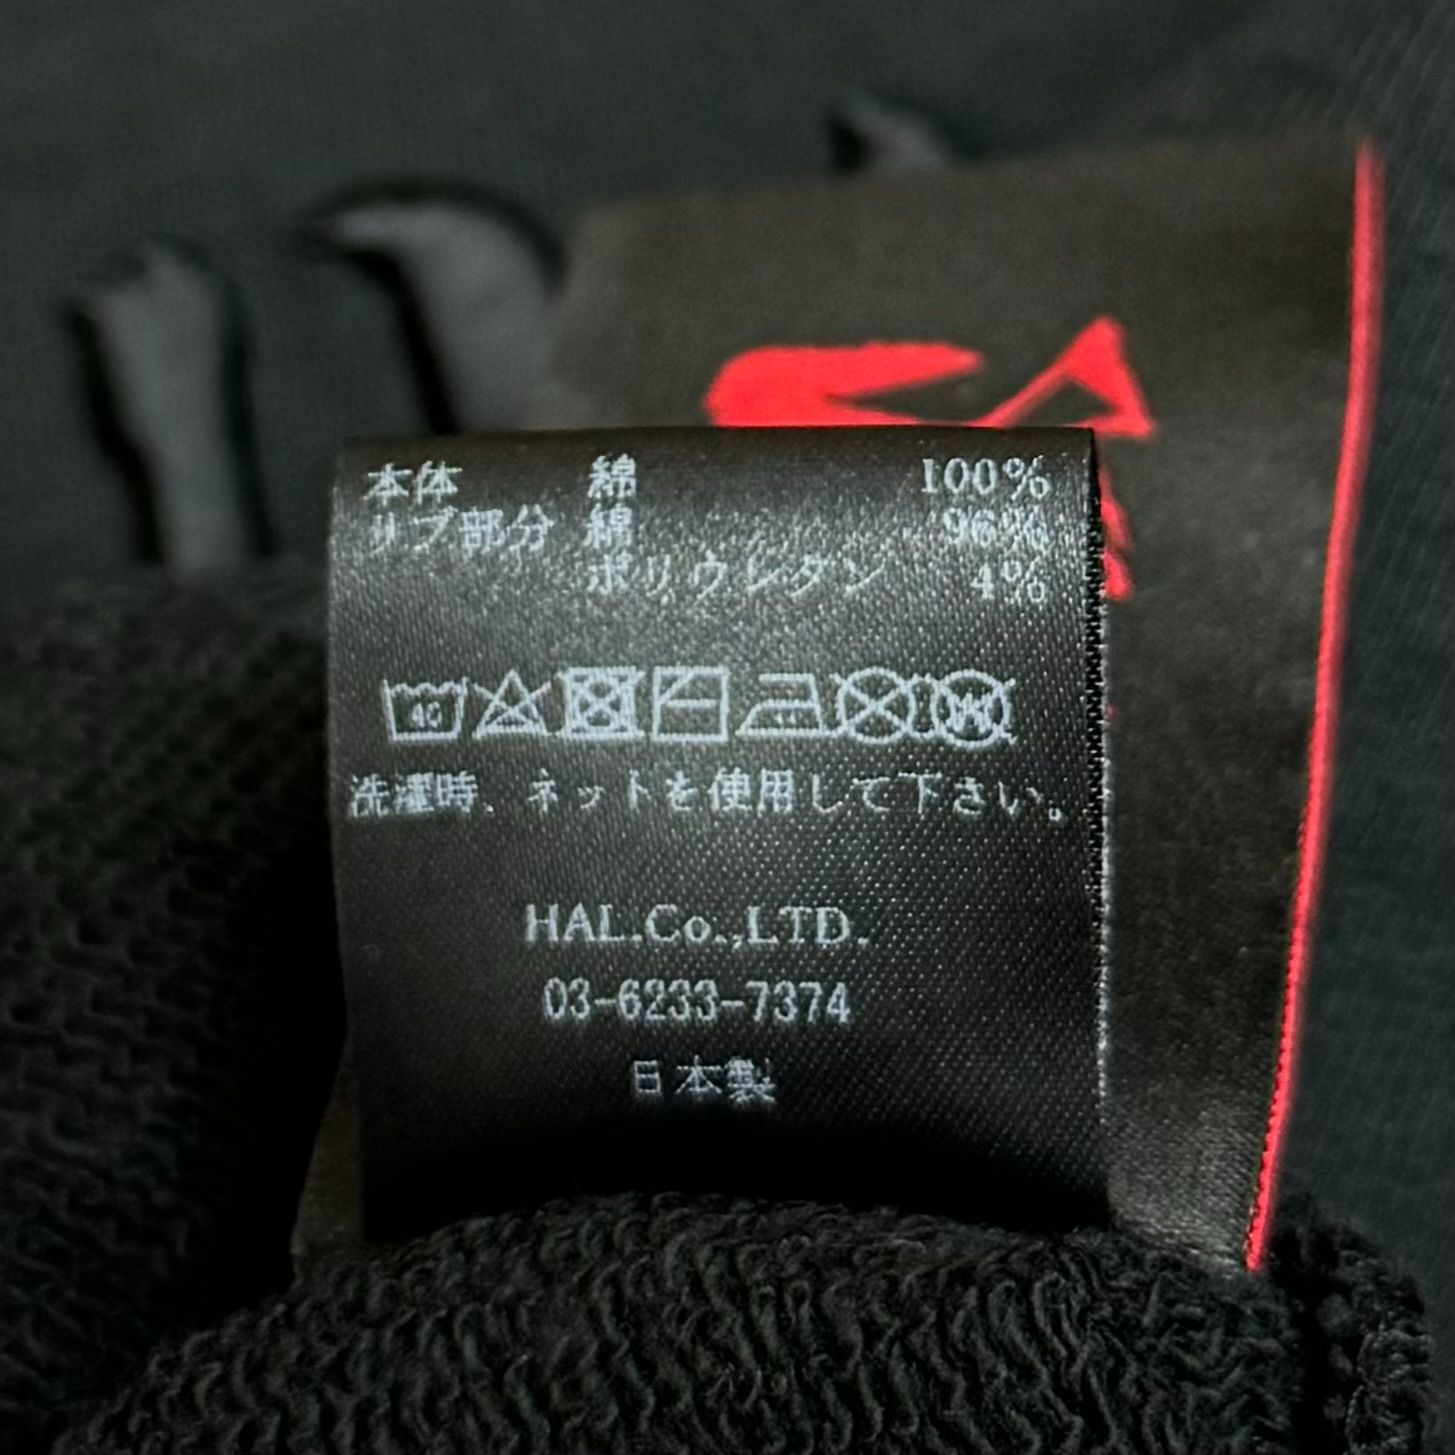 本体 綿 100%
リブ部分 綿 96%
ポリウレタン 4%
40
W
洗濯時、ネットを使用して下さい。
HAL.Co.,LTD.
03-6233-7374
日本製